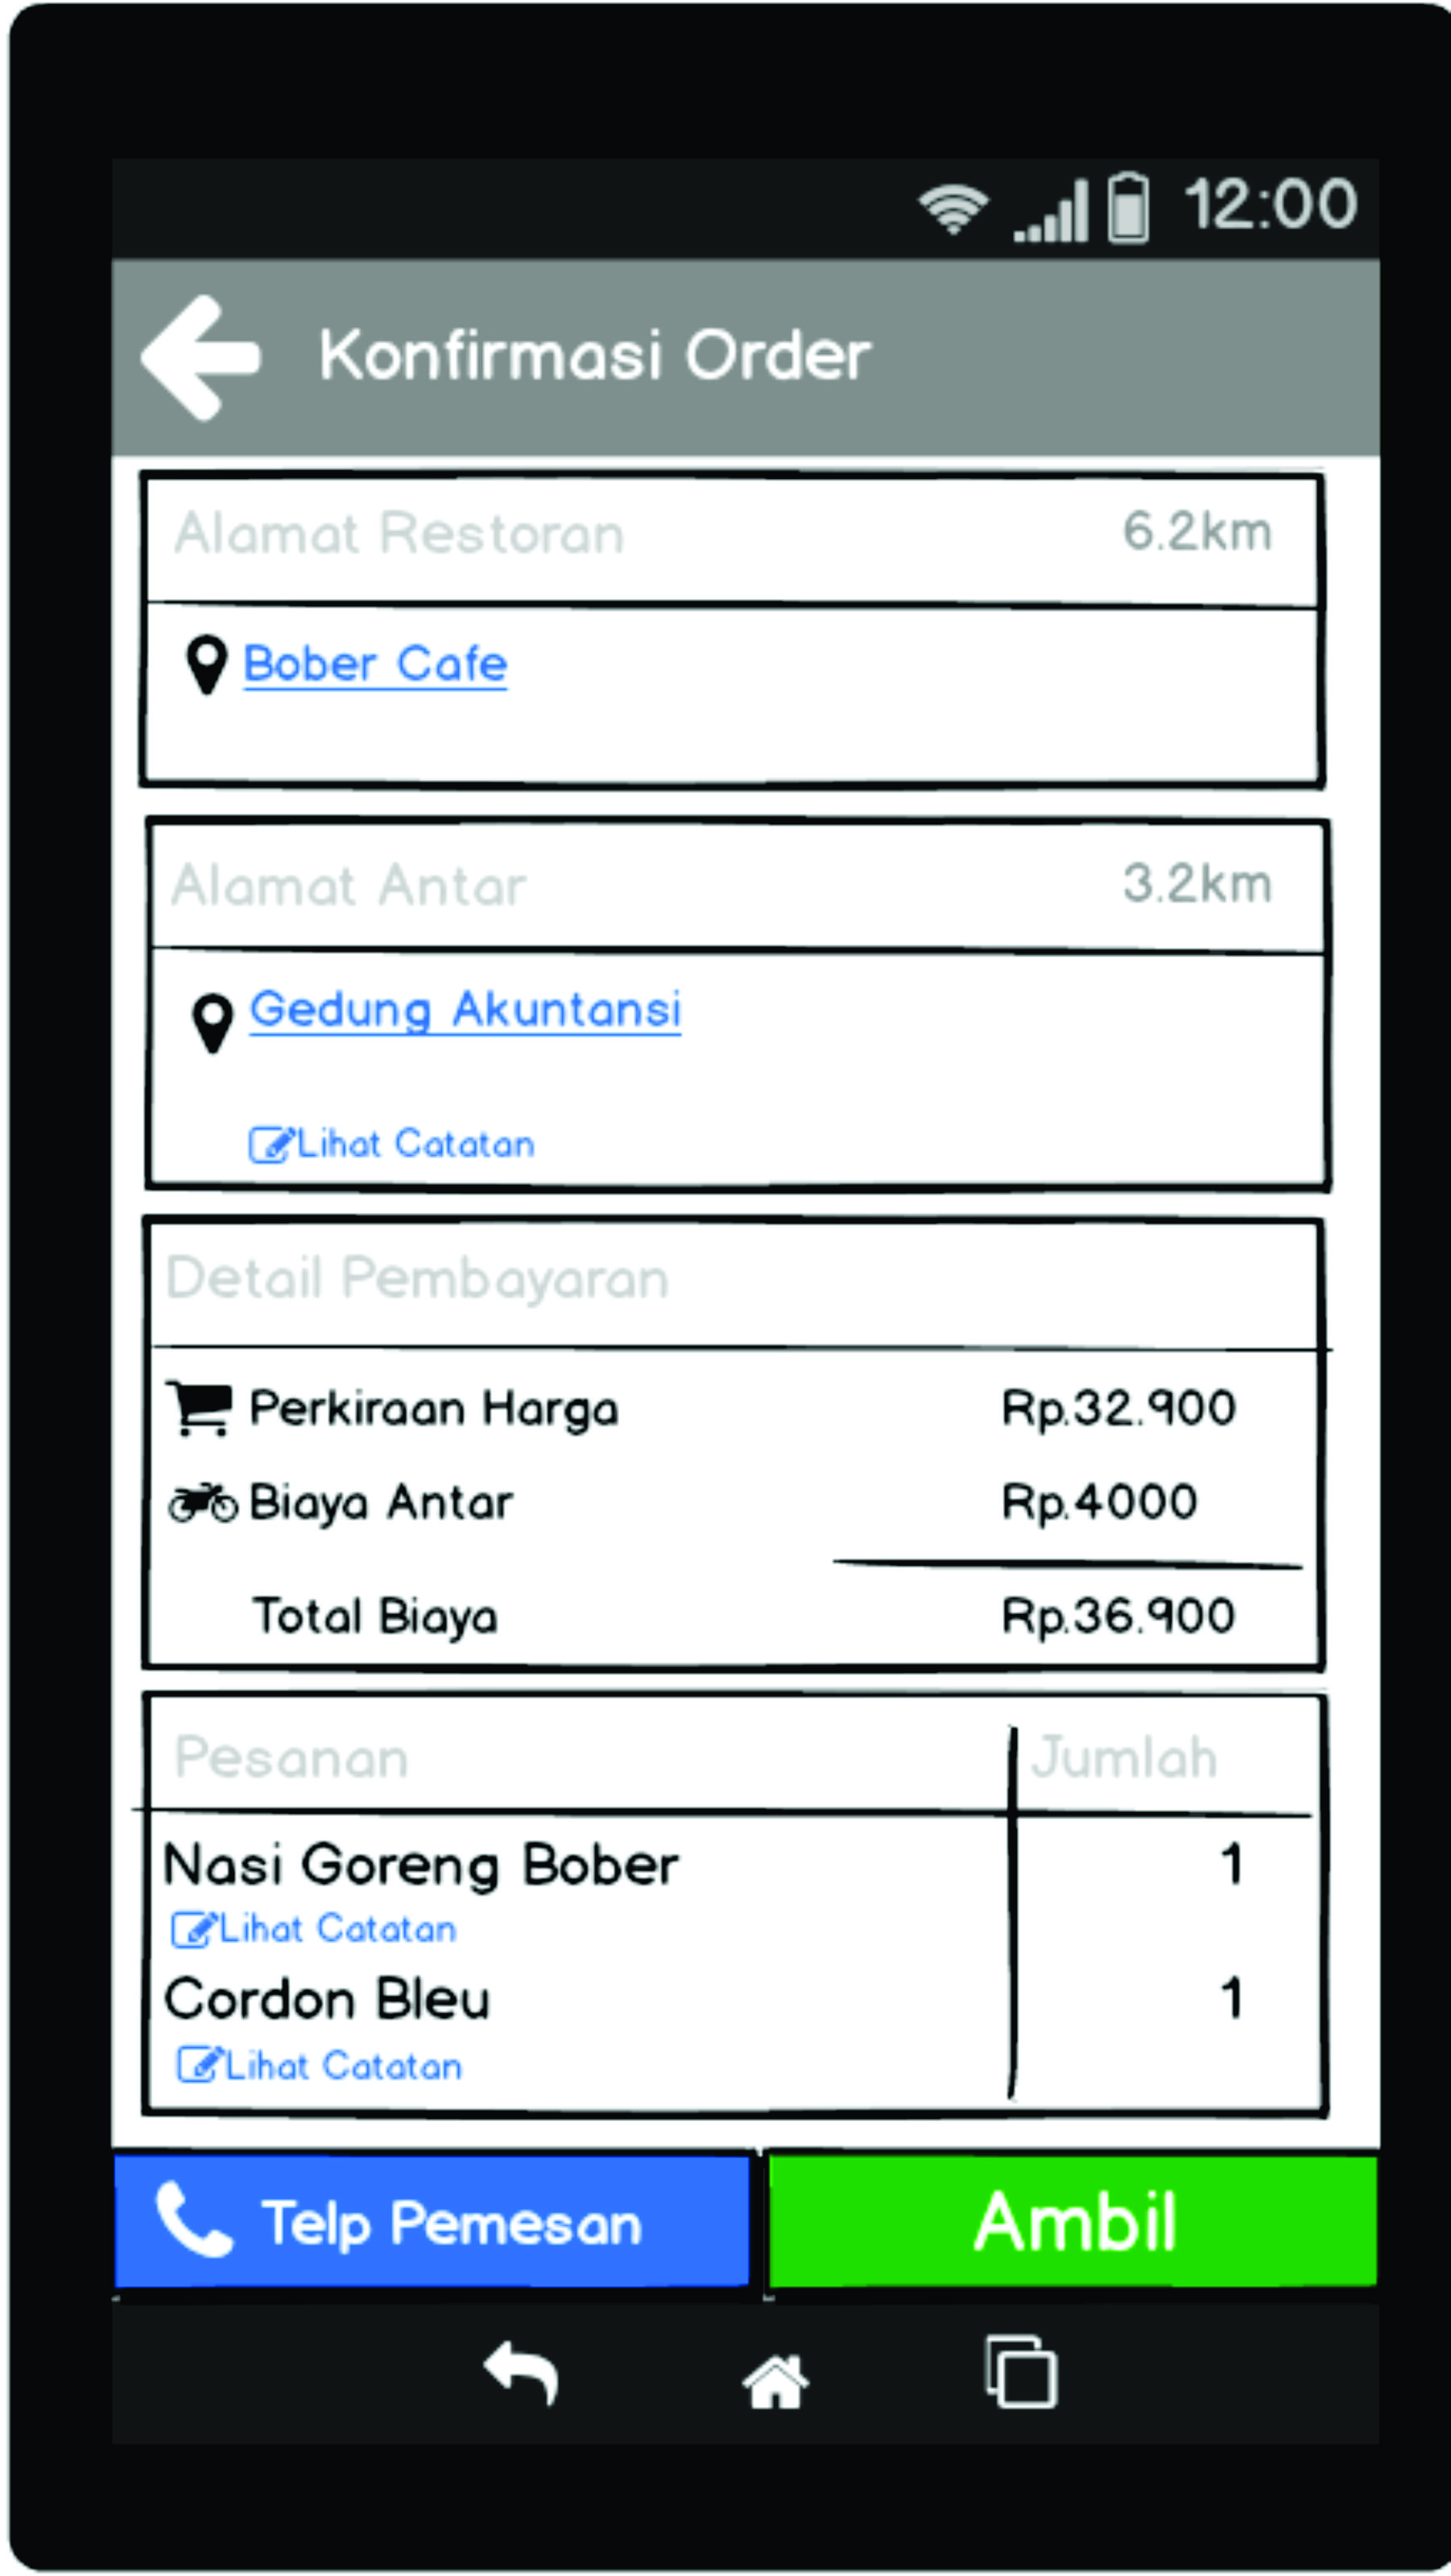 12:00
Konfirmasi Order
Alamat Restoran 6.2km
Bober Cafe
Alamat Antar 3.2km
Gedung Akuntansi
Lihat Catatan
Detail Pembayaran
Perkiraan Harga Rp.32.900
Biaya Antar Rp.4000
Total Biaya Rp.36.900
Pesanan Jumlah
Nasi Goreng Bober 1
Lihat Catatan
Cordon Bleu 1
Lihat Catatan
Telp Pemesan Ambil